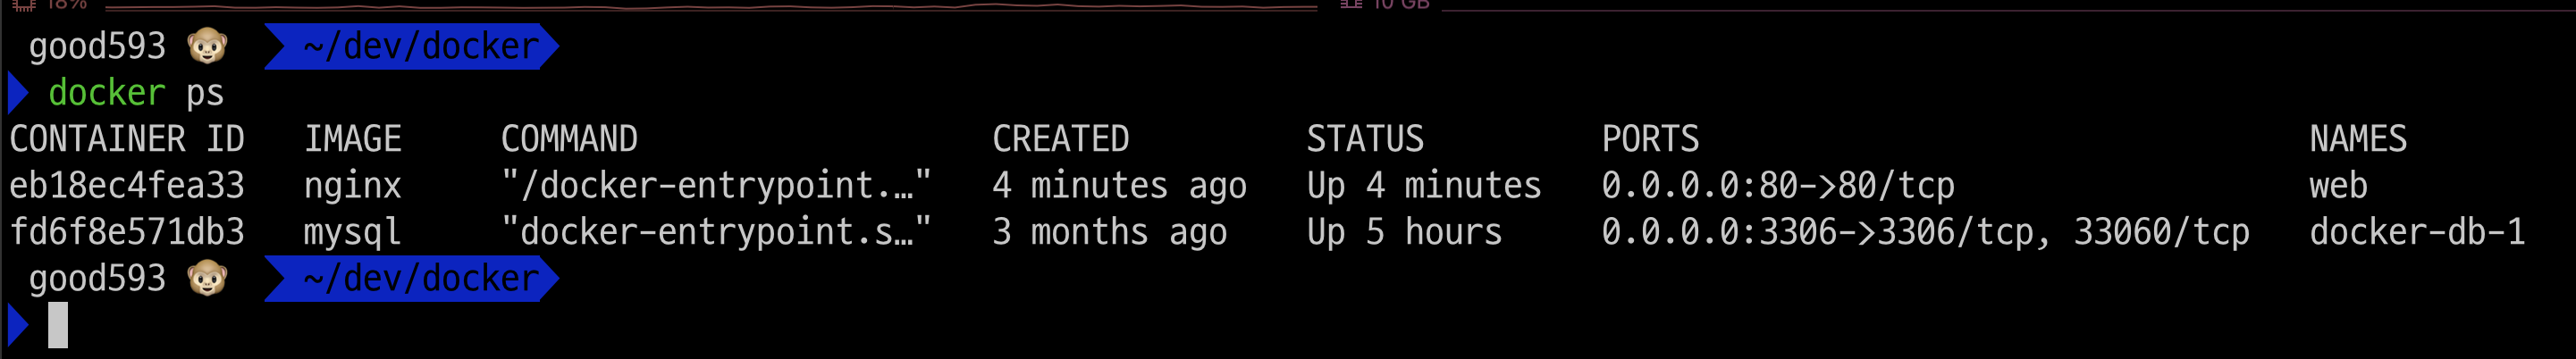 18% 10 GB
good593 🐵 ~/dev/docker
docker ps
CONTAINER ID IMAGE COMMAND CREATED STATUS PORTS NAMES
eb18ec4fea33 nginx "/docker-entrypoint.…" 4 minutes ago Up 4 minutes 0.0.0.0:80->80/tcp web
fd6f8e571db3 mysql "docker-entrypoint.s…" 3 months ago Up 5 hours 0.0.0.0:3306->3306/tcp, 33060/tcp docker-db-1
good593 🐵 ~/dev/docker